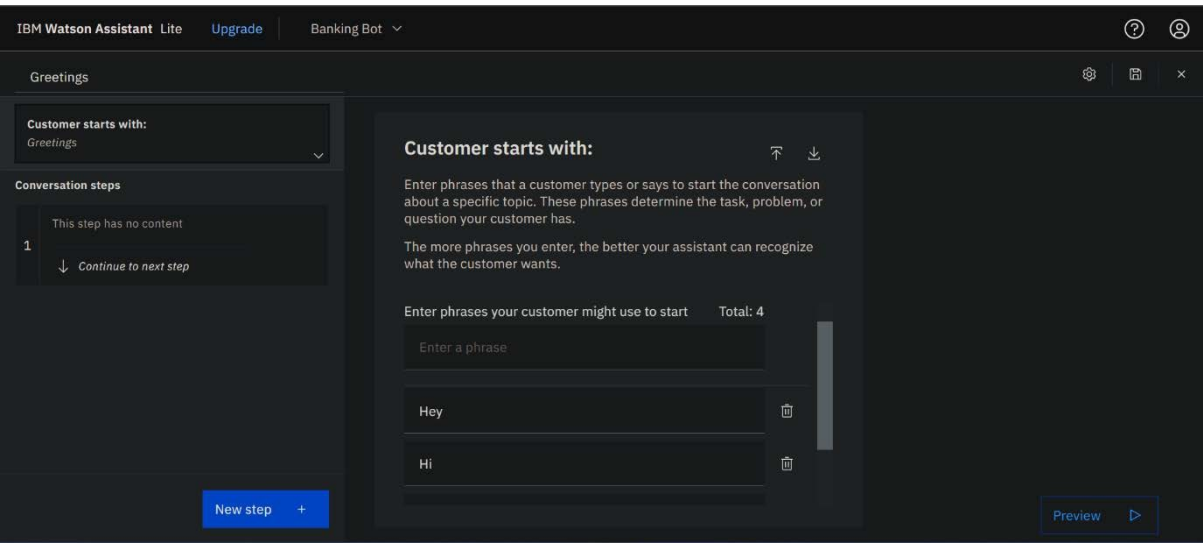 IBM Watson Assistant Lite Upgrade Banking Bot
Greetings
Customer starts with:
Greetings
Conversation steps
1
This step has no content
Continue to next step
New step +
Customer starts with:
Enter phrases that a customer types or says to start the conversation
about a specific topic. These phrases determine the task, problem, or
question your customer has.
The more phrases you enter, the better your assistant can recognize
what the customer wants.
Enter phrases your customer might use to start Total: 4
Enter a phrase
Hey
Hi
Preview